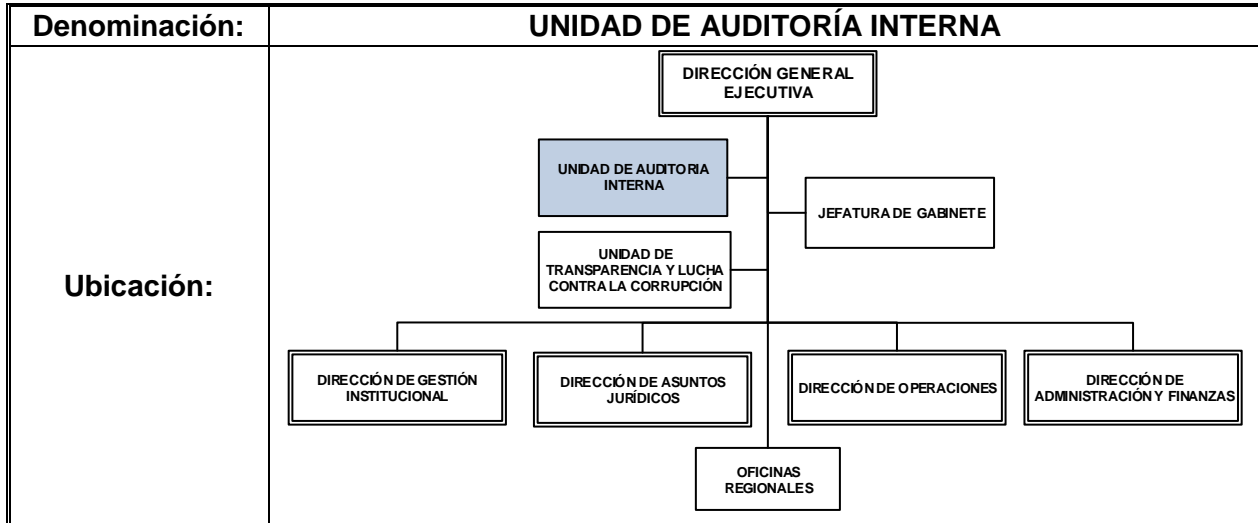 Denominación:
UNIDAD DE AUDITORÍA INTERNA
Ubicación:
DIRECCIÓN GENERAL
EJECUTIVA
UNIDAD DE AUDITORIA
INTERNA
JEFATURA DE GABINETE
UNIDAD DE
TRANSPARENCIA Y LUCHA
CONTRA LA CORRUPCIÓN
DIRECCIÓN DE GESTIÓN
INSTITUCIONAL
DIRECCIÓN DE ASUNTOS
JURÍDICOS
DIRECCIÓN DE OPERACIONES
DIRECCIÓN DE
ADMINISTRACIÓN Y FINANZAS
OFICINAS
REGIONALES